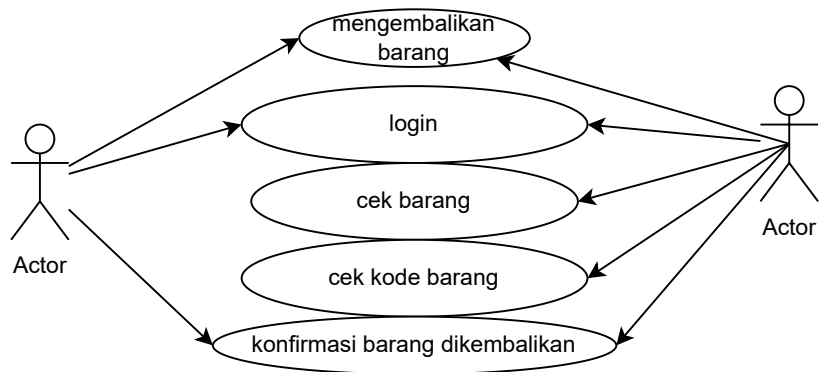 mengembalikan
barang
login
cek barang
cek kode barang
konfirmasi barang dikembalikan
Actor
Actor